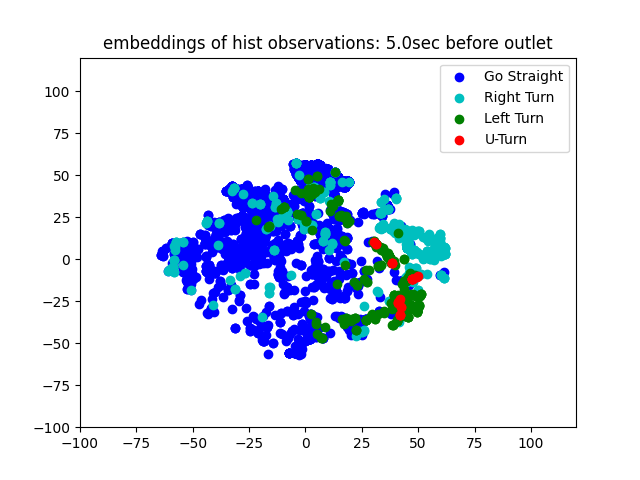 embeddings of hist observations: 5.0sec before outlet
Go Straight
Right Turn
Left Turn
U-Turn
100
75
50
25
0
−25
−50
−75
−100
−100 −75 −50 −25 0 25 50 75 100